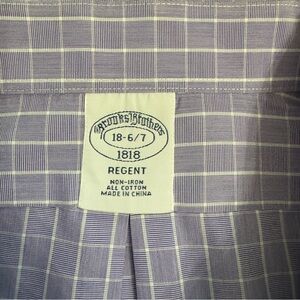 Brooks Brothers
18-6/7
1818
REGENT
NON-IRON
ALL COTTON
MADE IN CHINA